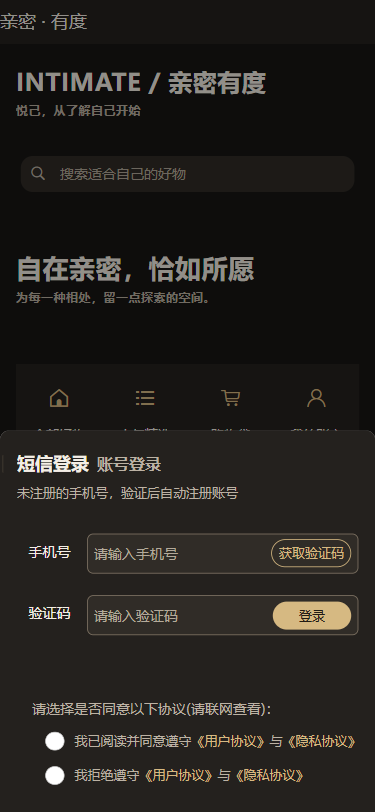 亲密 · 有度
INTIMATE / 亲密有度
悦己，从了解自己开始
搜索适合自己的好物
自在亲密，恰如所愿
为每一种相处，留一点探索的空间。
短信登录 账号登录
未注册的手机号，验证后自动注册账号
手机号 请输入手机号 获取验证码
验证码 请输入验证码 登录
请选择是否同意以下协议(请联网查看)：
我已阅读并同意遵守《用户协议》与《隐私协议》
我拒绝遵守《用户协议》与《隐私协议》